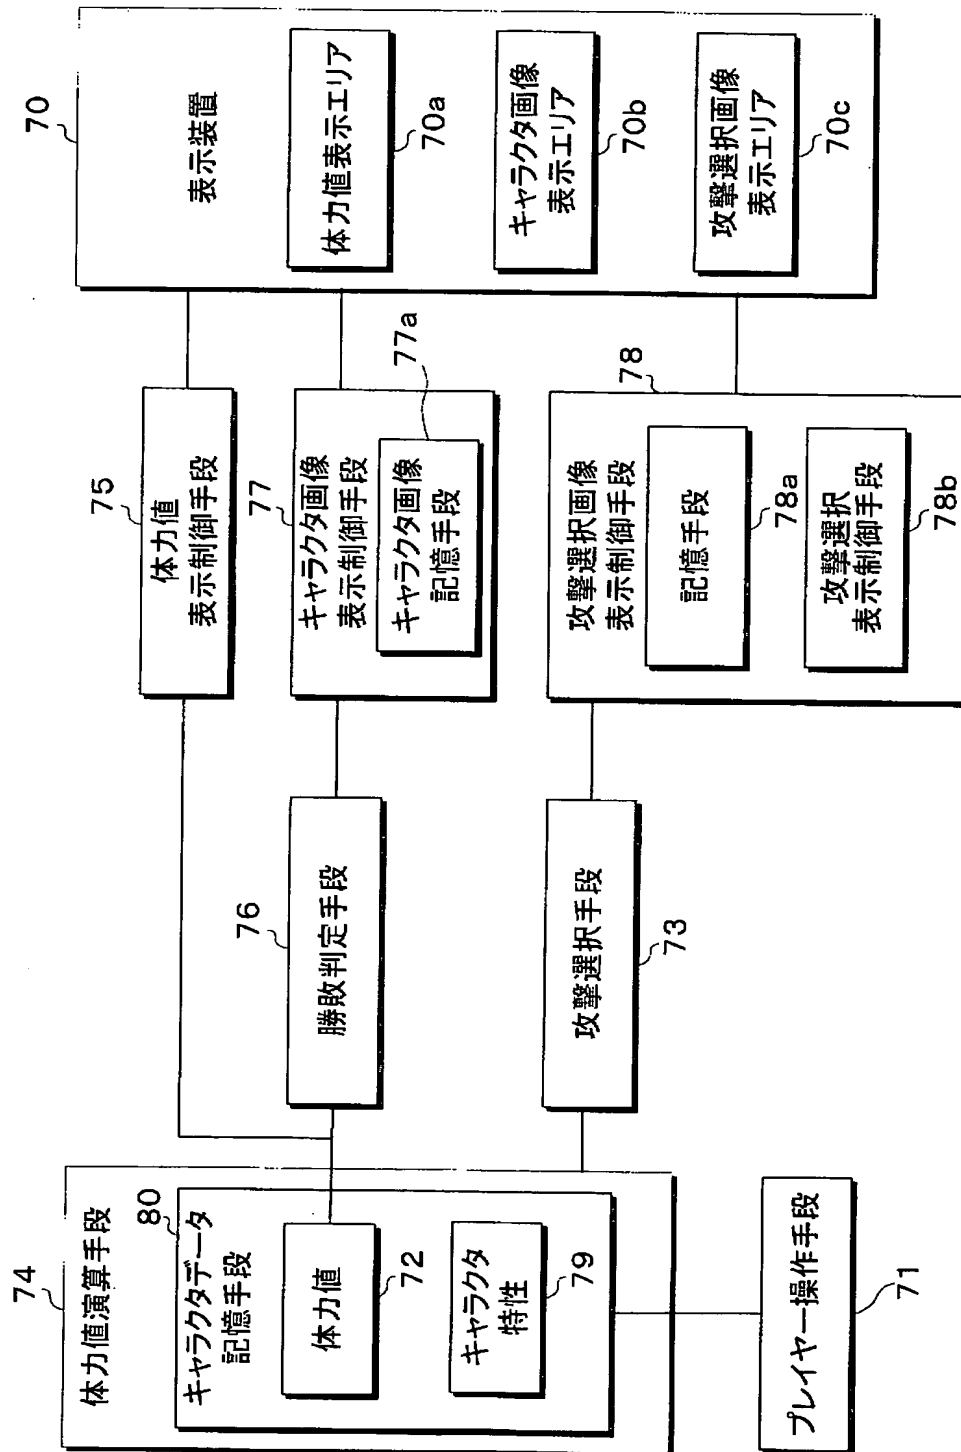 74
体力値演算手段
80
キャラクタデータ
記憶手段
体力値
72
キャラクタ
特性
79
プレイヤー操作手段
71
76
勝敗判定手段
攻撃選択手段
73
75
体力値
表示制御手段
77
キャラクタ画像
表示制御手段
77a
キャラクタ画像
記憶手段
78
攻撃選択画像
表示制御手段
記憶手段
78a
攻撃選択
表示制御手段
78b
70
表示装置
体力値表示エリア
70a
キャラクタ画像
表示エリア
70b
攻撃選択画像
表示エリア
70c